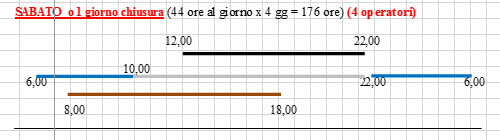 SABATO o 1 giorno chiusura (44 ore al giorno x 4 gg = 176 ore) (4 operatori)
12,00 22,00
6,00 10,00 22,00 6,00
8,00 18,00